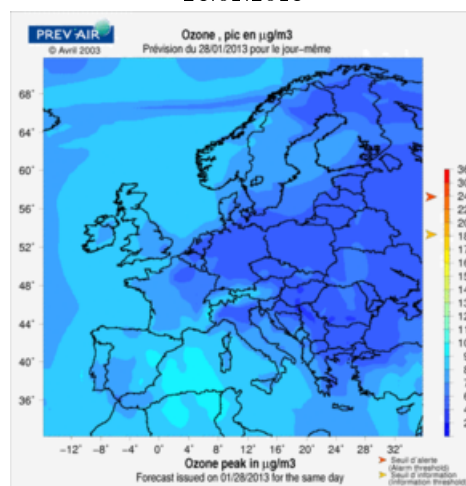 PREV'AIR
© Avril 2003
Ozone , pic en µg/m3
Prévision du 28/01/2013 pour le jour-même
68°
64°
60°
56°
52°
48°
44°
40°
36°
−12° −8° −4° 0° 4° 8° 12° 16° 20° 24° 28° 32°
Ozone peak in µg/m3
Forecast issued on 01/28/2013 for the same day
Seuil d'alerte
(Alarm threshold)
Seuil d'information
(Information threshold)